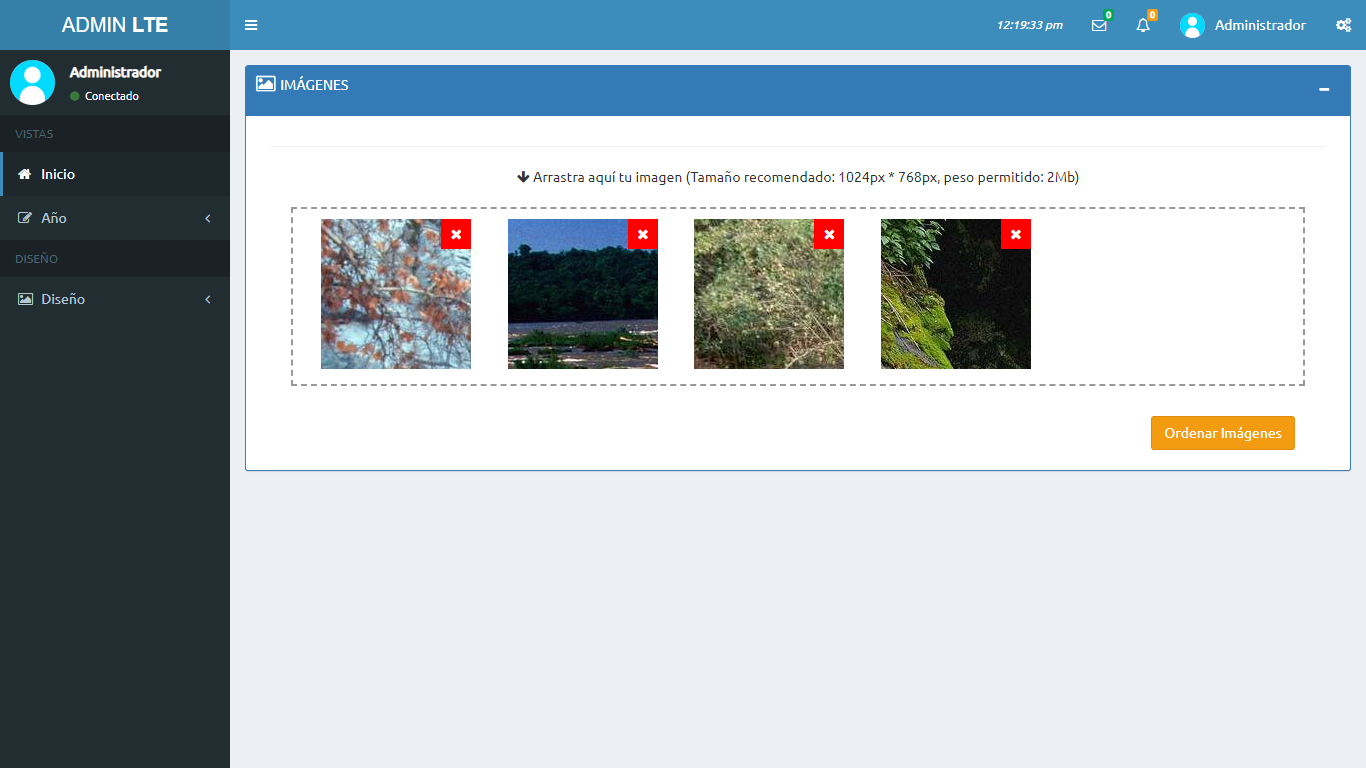 ADMIN LTE
12:19:33 pm
0
0
Administrador
Administrador
Conectado
VISTAS
Inicio
Año
DISEÑO
Diseño
IMÁGENES
Arrastra aquí tu imagen (Tamaño recomendado: 1024px * 768px, peso permitido: 2Mb)
Ordenar Imágenes